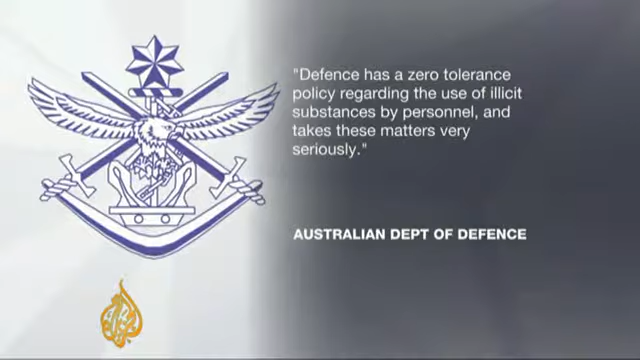 "Defence has a zero tolerance
policy regarding the use of illicit
substances by personnel, and
takes these matters very
seriously."
AUSTRALIAN DEPT OF DEFENCE